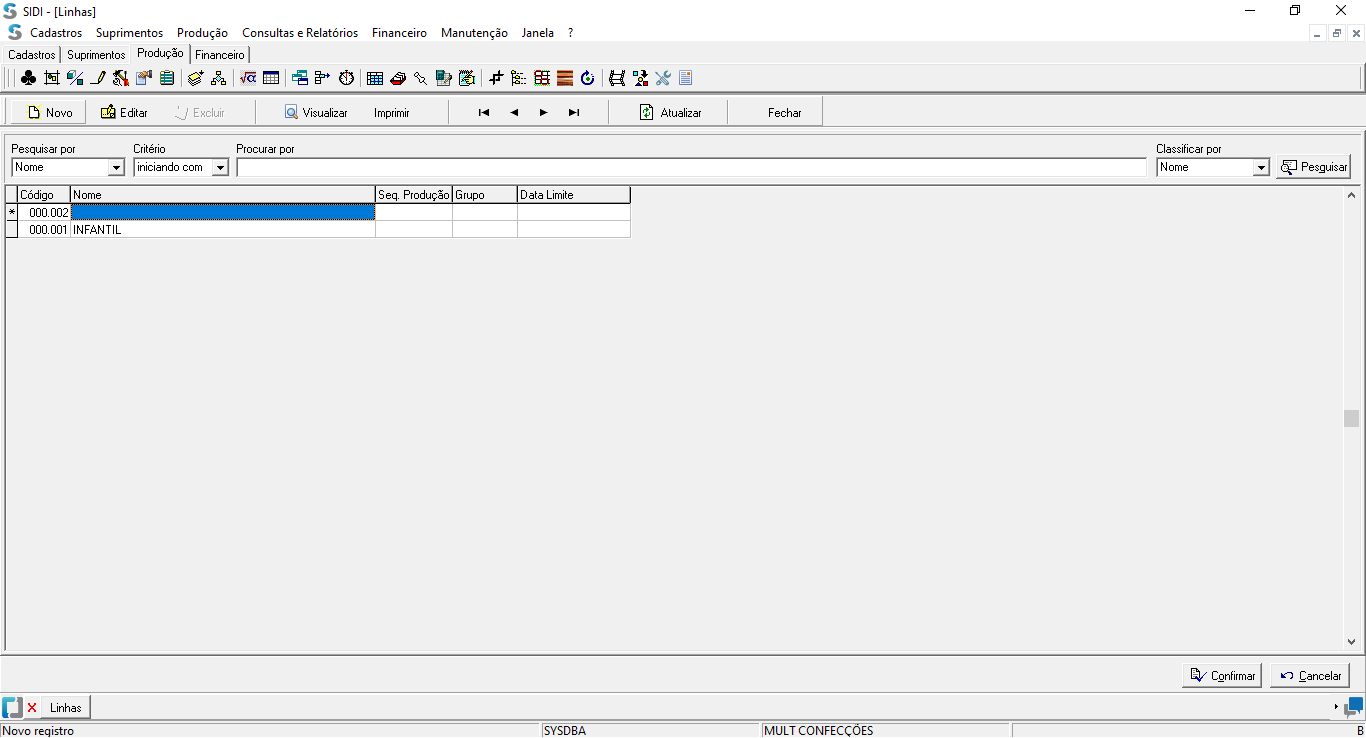 SIDI - [Linhas]
Cadastros Suprimentos Produção Consultas e Relatórios Financeiro Manutenção Janela ?
Cadastros Suprimentos Produção Financeiro
Novo Editar Excluir Visualizar Imprimir Atualizar Fechar
Pesquisar por Critério Procurar por Classificar por
Nome iniciando com Nome Pesquisar
Código Nome Seq. Produção Grupo Data Limite
* 000.002
000.001 INFANTIL
Confirmar Cancelar
Linhas
Novo registro SYSDBA MULT CONFECÇÕES B